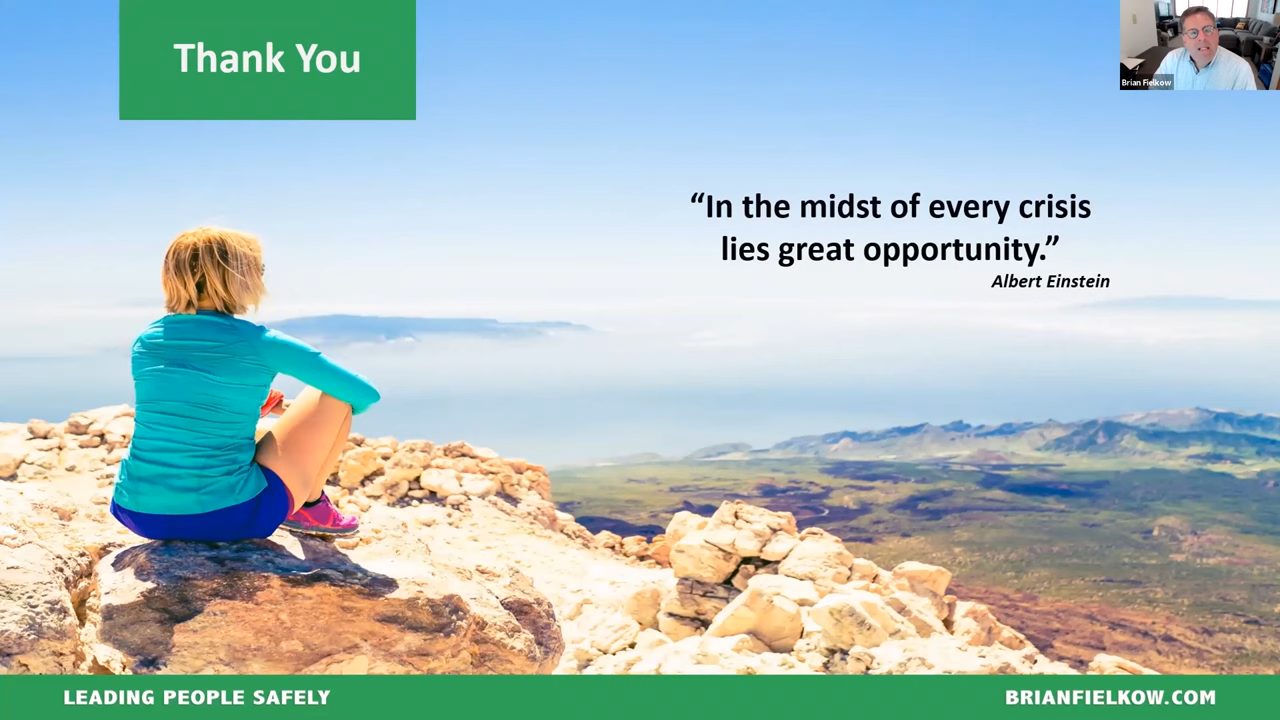 Thank You
Brian Fielkow
“In the midst of every crisis
lies great opportunity.”
Albert Einstein
LEADING PEOPLE SAFELY
BRIANFIELKOW.COM